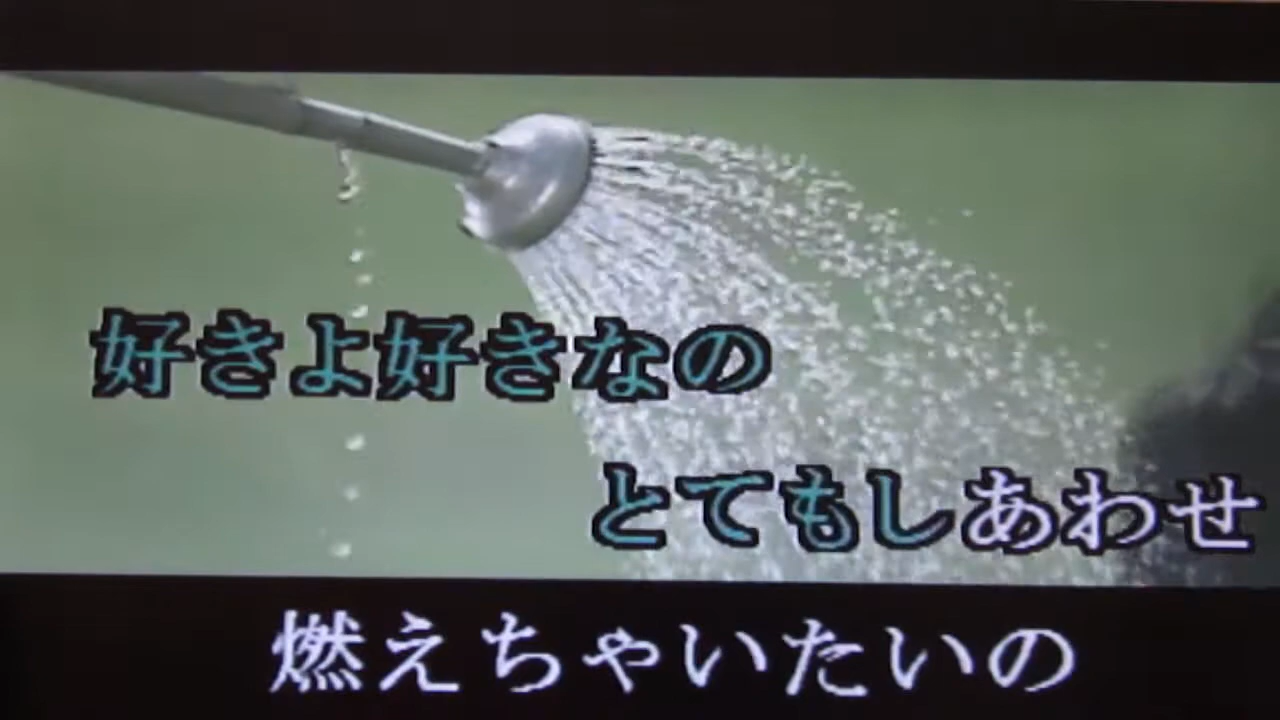 好きよ好きなの
とてもしあわせ
燃えちゃいたいの